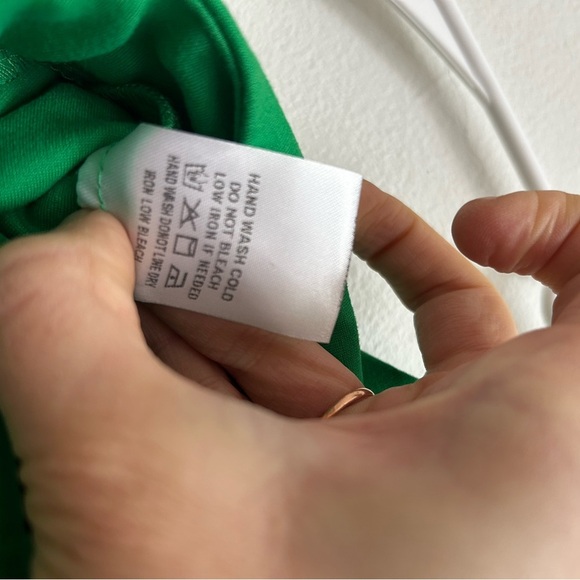 HAND WASH COLD
DO NOT BLEACH
LOW IRON IF NEEDED
HAND WASH DO NOT LINE DRY
IRON LOW BLEACH